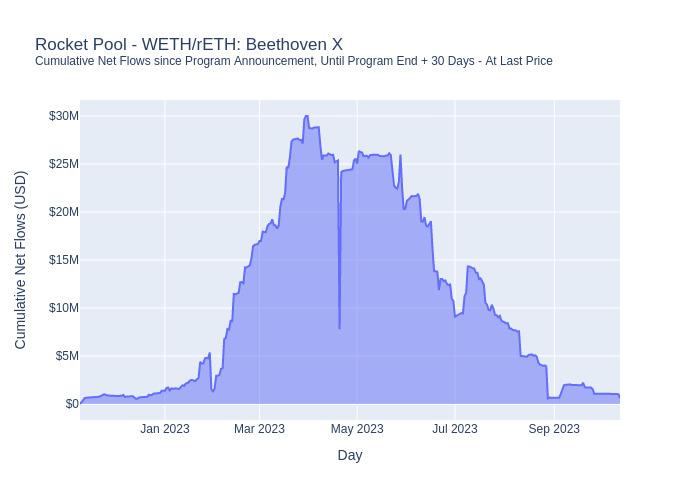 Rocket Pool - WETH/rETH: Beethoven X
Cumulative Net Flows since Program Announcement, Until Program End + 30 Days - At Last Price
$30M
$25M
$20M
$15M
$10M
$5M
$0
Cumulative Net Flows (USD)
Jan 2023
Mar 2023
May 2023
Jul 2023
Sep 2023
Day